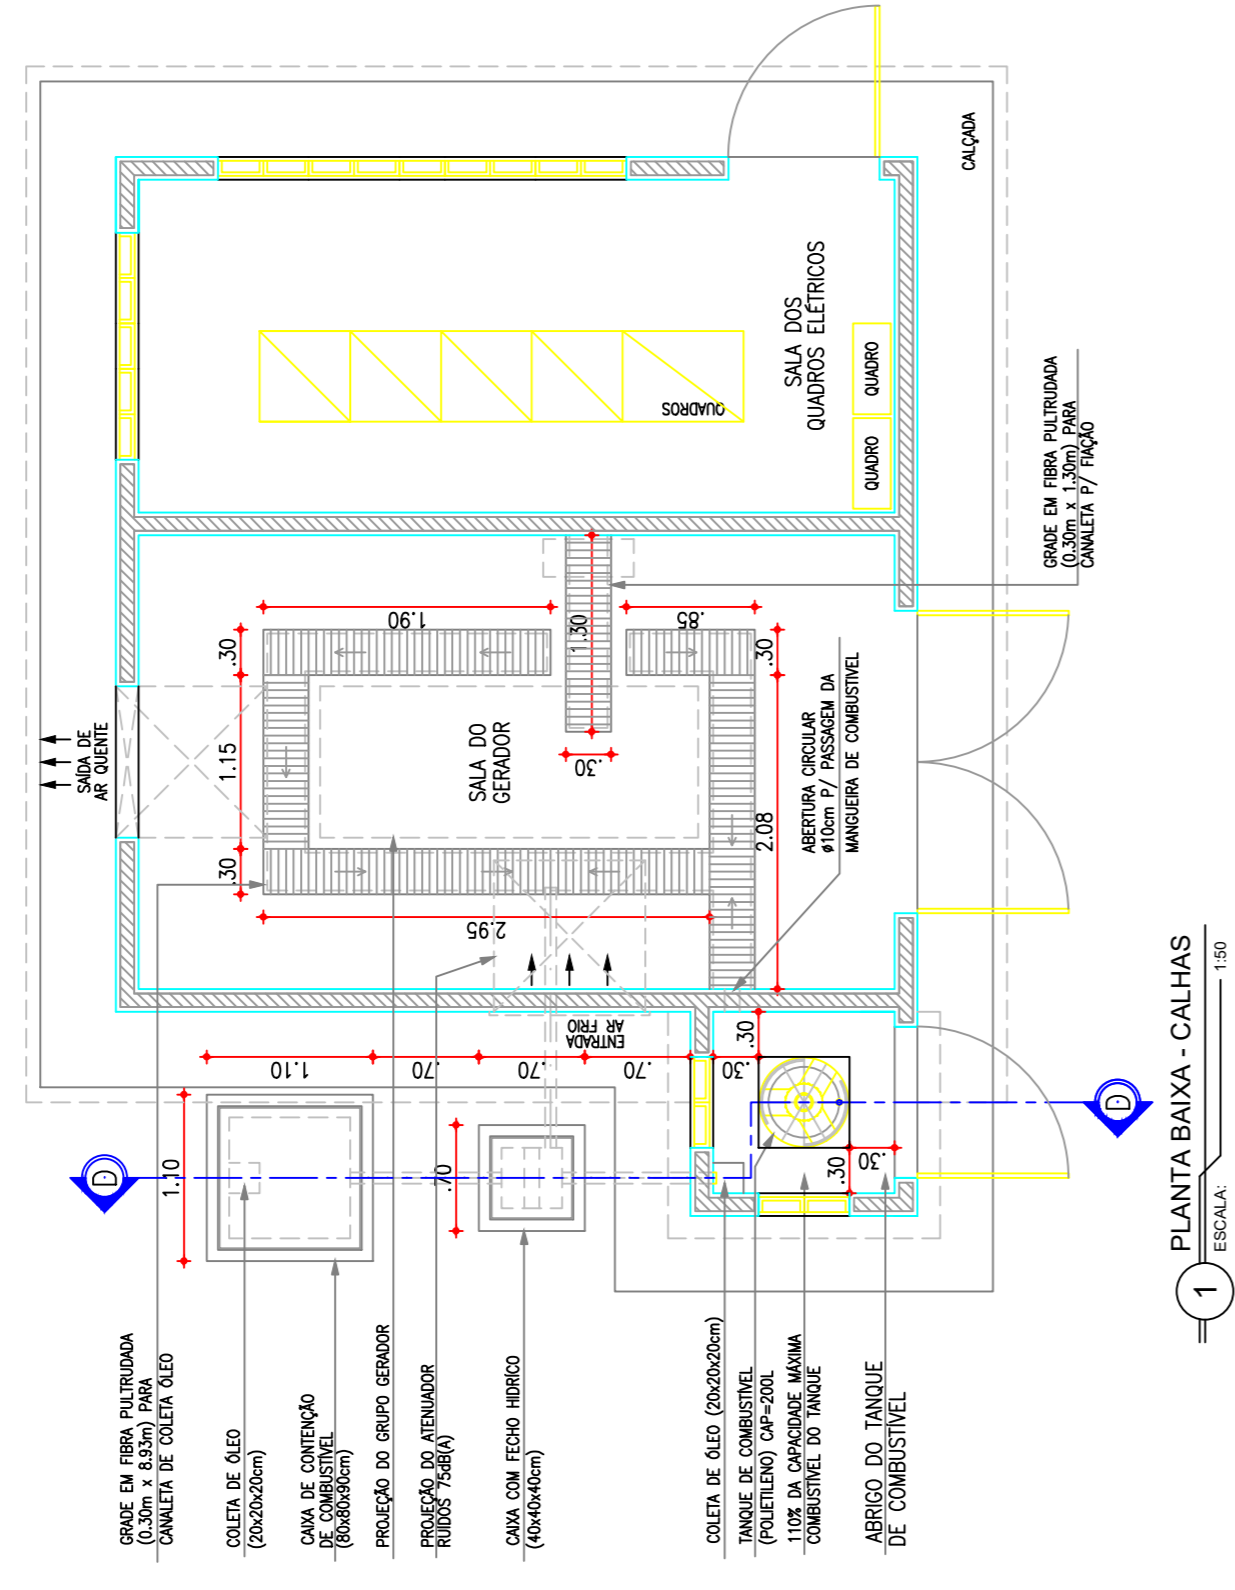 CALÇADA
SALA DOS
QUADROS ELÉTRICOS
QUADROS
QUADRO
QUADRO
GRADE EM FIBRA PULTRUDADA
(0.30m x 1.30m) PARA
CANALETA P/ FIAÇÃO
SAÍDA DE
AR QUENTE
SALA DO
GERADOR
1.90
.85
1.30
.30
.30
.30
1.15
.30
.30
2.08
2.95
ABERTURA CIRCULAR
ø10cm P/ PASSAGEM DA
MANGUEIRA DE COMBUSTÍVEL
ENTRADA
AR FRIO
1.10
.70
.70
.70
.30
.30
1.10
.70
.30
.30
D
D
GRADE EM FIBRA PULTRUDADA
(0.30m x 8.93m) PARA
CANALETA DE COLETA ÓLEO
COLETA DE ÓLEO
(20x20x20cm)
CAIXA DE CONTENÇÃO
DE COMBUSTÍVEL
(80x80x90cm)
PROJEÇÃO DO GRUPO GERADOR
PROJEÇÃO DO ATENUADOR
RUÍDOS 75dB(A)
CAIXA COM FECHO HIDRÍCO
(40x40x40cm)
COLETA DE ÓLEO (20x20x20cm)
TANQUE DE COMBUSTÍVEL
(POLIETILENO) CAP=200L
110% DA CAPACIDADE MÁXIMA
COMBUSTÍVEL DO TANQUE
ABRIGO DO TANQUE
DE COMBUSTÍVEL
1
PLANTA BAIXA - CALHAS
ESCALA: 1:50